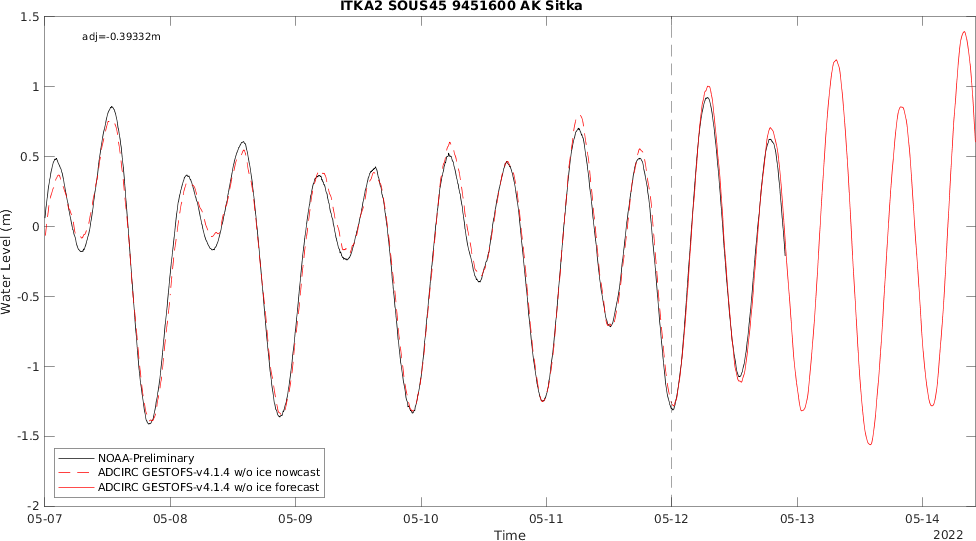 ITKA2 SOUS45 9451600 AK Sitka
adj=-0.39332m
1.5
1
0.5
0
-0.5
-1
-1.5
-2
Water Level (m)
NOAA-Preliminary
ADCIRC GESTOFS-v4.1.4 w/o ice nowcast
ADCIRC GESTOFS-v4.1.4 w/o ice forecast
05-07 05-08 05-09 05-10 05-11 05-12 05-13 05-14
Time
2022